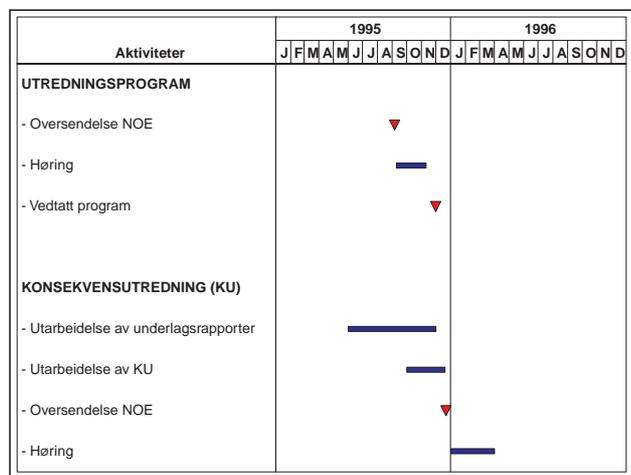 1995 1996
Aktiviteter J F M A M J J A S O N D J F M A M J J A S O N D
UTREDNINGSPROGRAM
- Oversendelse NOE
- Høring
- Vedtatt program
KONSEKVENSUTREDNING (KU)
- Utarbeidelse av underlagsrapporter
- Utarbeidelse av KU
- Oversendelse NOE
- Høring